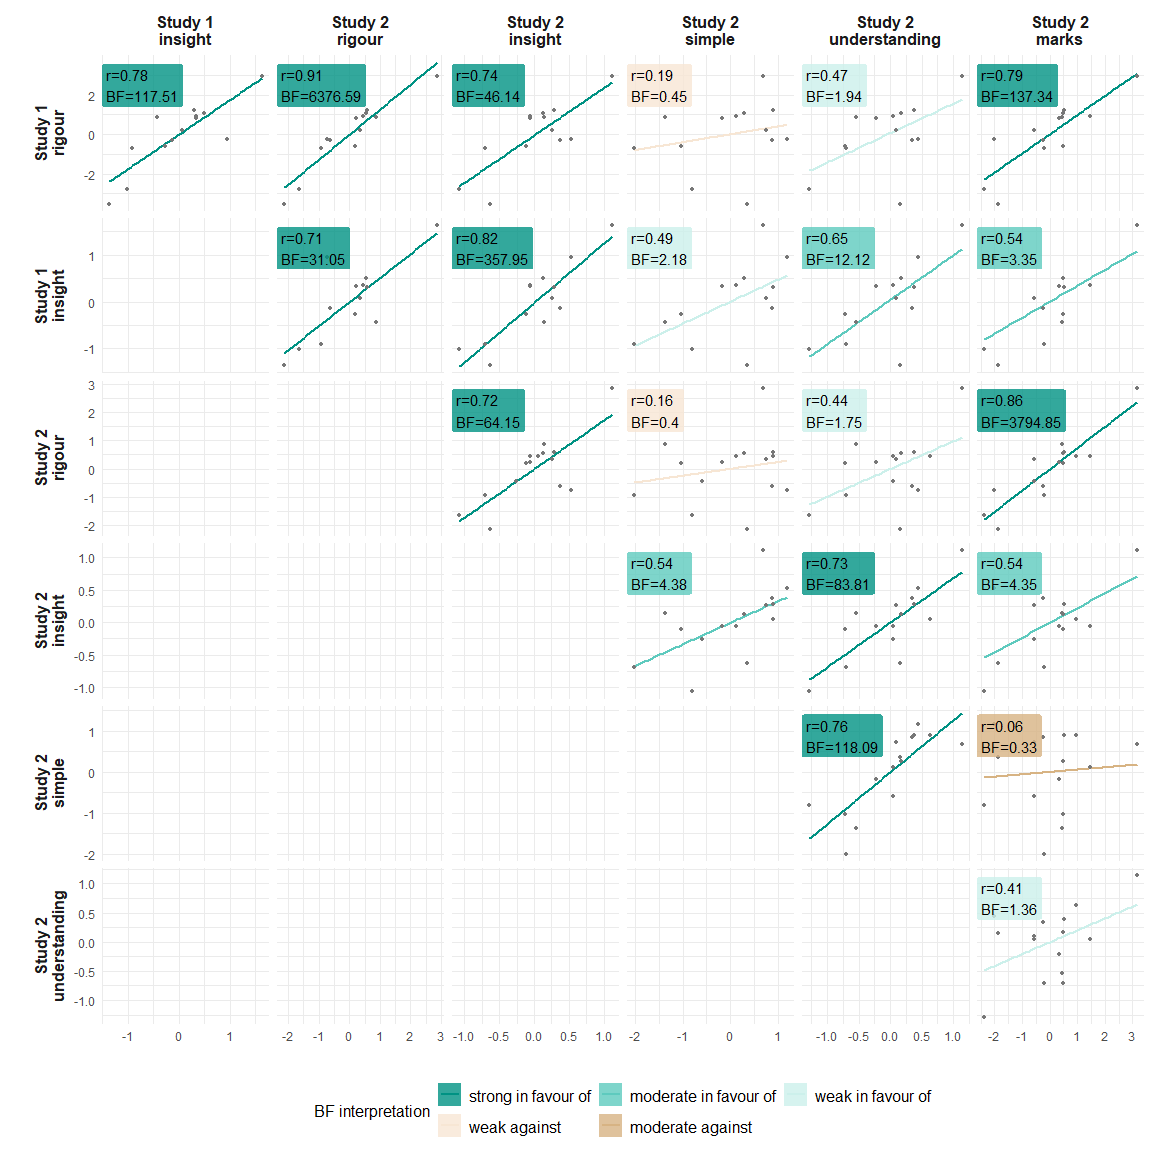 Study 1
insight
Study 2
rigour
Study 2
insight
Study 2
simple
Study 2
understanding
Study 2
marks
Study 1
rigour
2
0
-2
r=0.78
BF=117.51
r=0.91
BF=6376.59
r=0.74
BF=46.14
r=0.19
BF=0.45
r=0.47
BF=1.94
r=0.79
BF=137.34
Study 1
insight
1
0
-1
r=0.71
BF=31.05
r=0.82
BF=357.95
r=0.49
BF=2.18
r=0.65
BF=12.12
r=0.54
BF=3.35
Study 2
rigour
3
2
1
0
-1
-2
r=0.72
BF=64.15
r=0.16
BF=0.4
r=0.44
BF=1.75
r=0.86
BF=3794.85
Study 2
insight
1.0
0.5
0.0
-0.5
-1.0
r=0.54
BF=4.38
r=0.73
BF=83.81
r=0.54
BF=4.35
Study 2
simple
1
0
-1
-2
r=0.76
BF=118.09
r=0.06
BF=0.33
Study 2
understanding
1.0
0.5
0.0
-0.5
-1.0
r=0.41
BF=1.36
-1 0 1
-2 -1 0 1 2 3
-1.0 -0.5 0.0 0.5 1.0
-2 -1 0 1
-1.0 -0.5 0.0 0.5 1.0
-2 -1 0 1 2 3
BF interpretation
strong in favour of
moderate in favour of
weak in favour of
weak against
moderate against